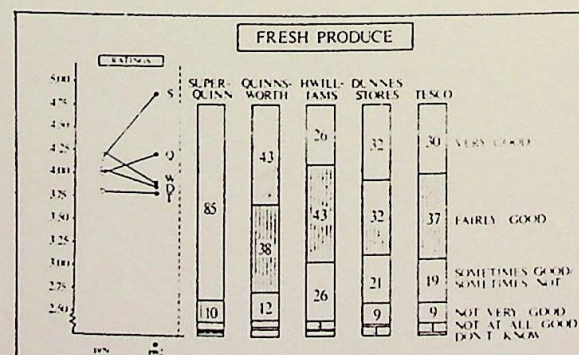 FRESH PRODUCE
RATINGS
SUPER- QUINNS- HWILL- DUNNES
QUINN WORTH IAMS STORES TESCO
5.00
4.75
4.50
4.25
4.00
3.75
3.50
3.25
3.00
2.75
2.50
S
Q
W
D
T
85
10
43
38
12
26
43
26
32
32
21
9
30
37
19
9
VERY GOOD
FAIRLY GOOD
SOMETIMES GOOD/
SOMETIMES NOT
NOT VERY GOOD
NOT AT ALL GOOD
DON'T KNOW